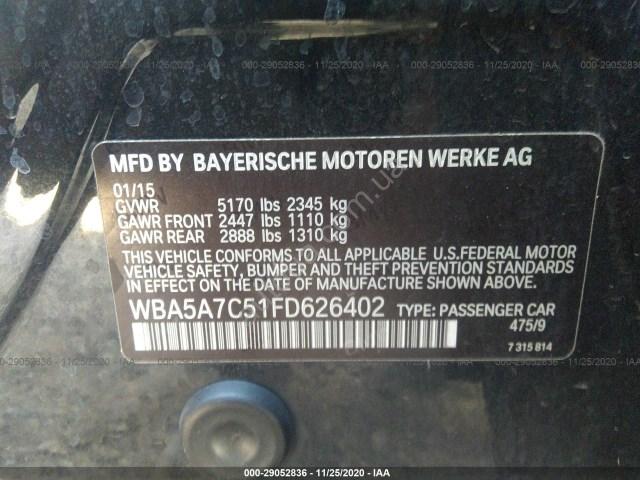 000-29052836 - 11/25/2020 - IAA
MFD BY BAYERISCHE MOTOREN WERKE AG
01/15
GVWR 5170 lbs 2345 kg
GAWR FRONT 2447 lbs 1110 kg
GAWR REAR 2888 lbs 1310 kg
THIS VEHICLE CONFORMS TO ALL APPLICABLE U.S.FEDERAL MOTOR
VEHICLE SAFETY, BUMPER AND THEFT PREVENTION STANDARDS
IN EFFECT ON THE DATE OF MANUFACTURE SHOWN ABOVE.
WBA5A7C51FD626402 TYPE: PASSENGER CAR
475/9
7 315 814
000-29052836 - 11/25/2020 - IAA